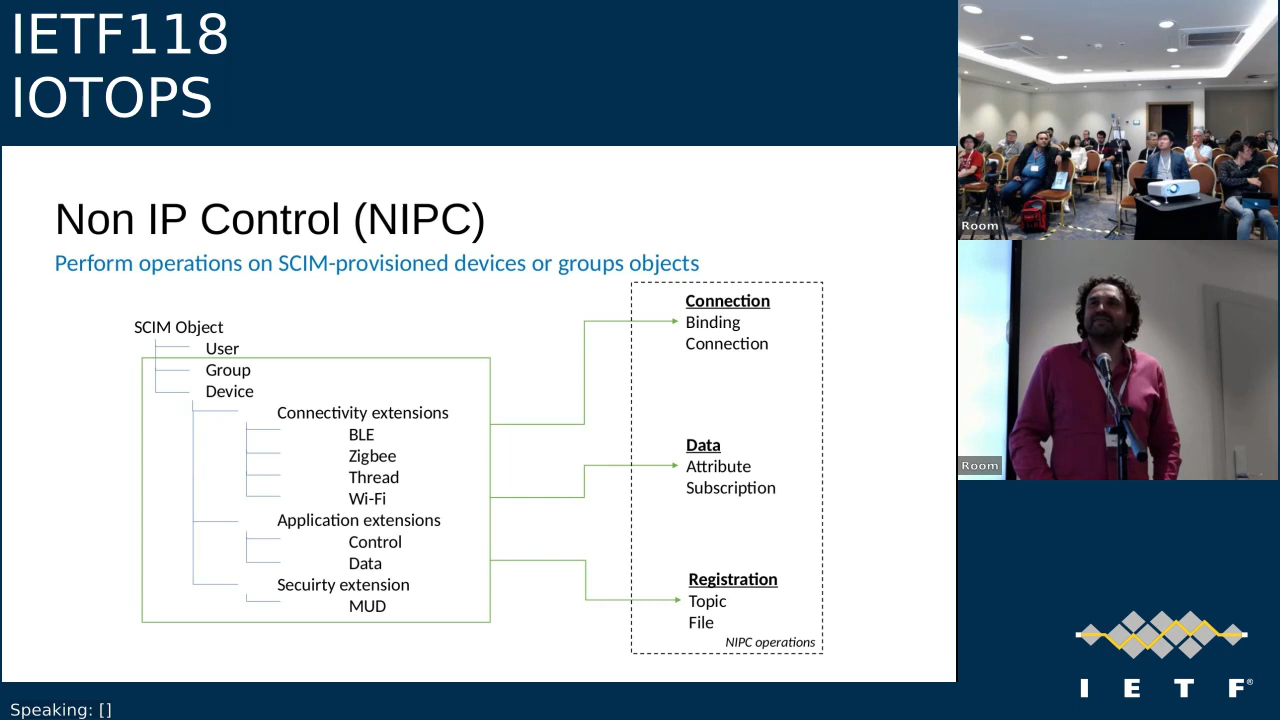 IETF118
IOTOPS
Non IP Control (NIPC)
Perform operations on SCIM-provisioned devices or groups objects
SCIM Object
User
Group
Device
Connectivity extensions
BLE
Zigbee
Thread
Wi-Fi
Application extensions
Control
Data
Secuirty extension
MUD
Connection
Binding
Connection
Data
Attribute
Subscription
Registration
Topic
File
NIPC operations
Room
Room
I E T F®
Speaking: []